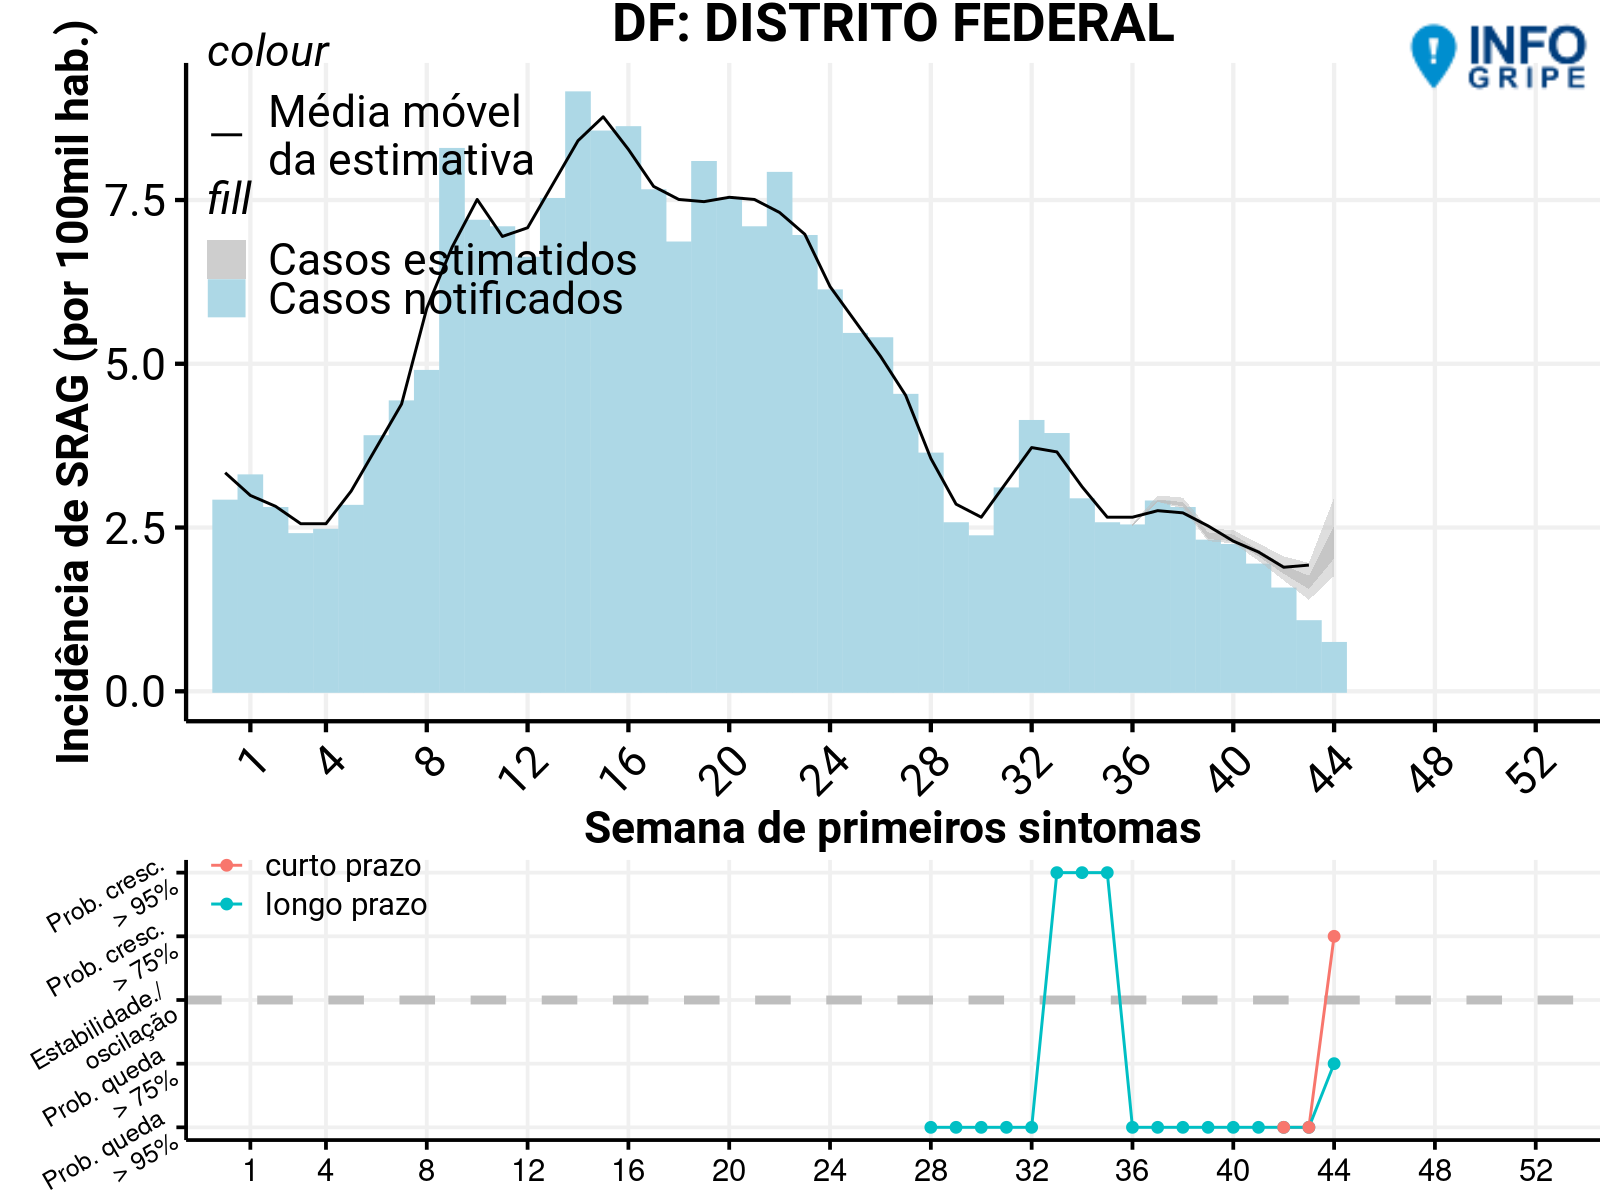 DF: DISTRITO FEDERAL
INFO
GRIPE
colour
Média móvel
da estimativa
fill
Casos estimatidos
Casos notificados
Incidência de SRAG (por 100mil hab.)
7.5
5.0
2.5
0.0
1 4 8 12 16 20 24 28 32 36 40 44 48 52
Semana de primeiros sintomas
curto prazo
longo prazo
Prob. cresc.
> 95%
Prob. cresc.
> 75%
Estabilidade./
oscilação
Prob. queda
> 75%
Prob. queda
> 95%
1 4 8 12 16 20 24 28 32 36 40 44 48 52